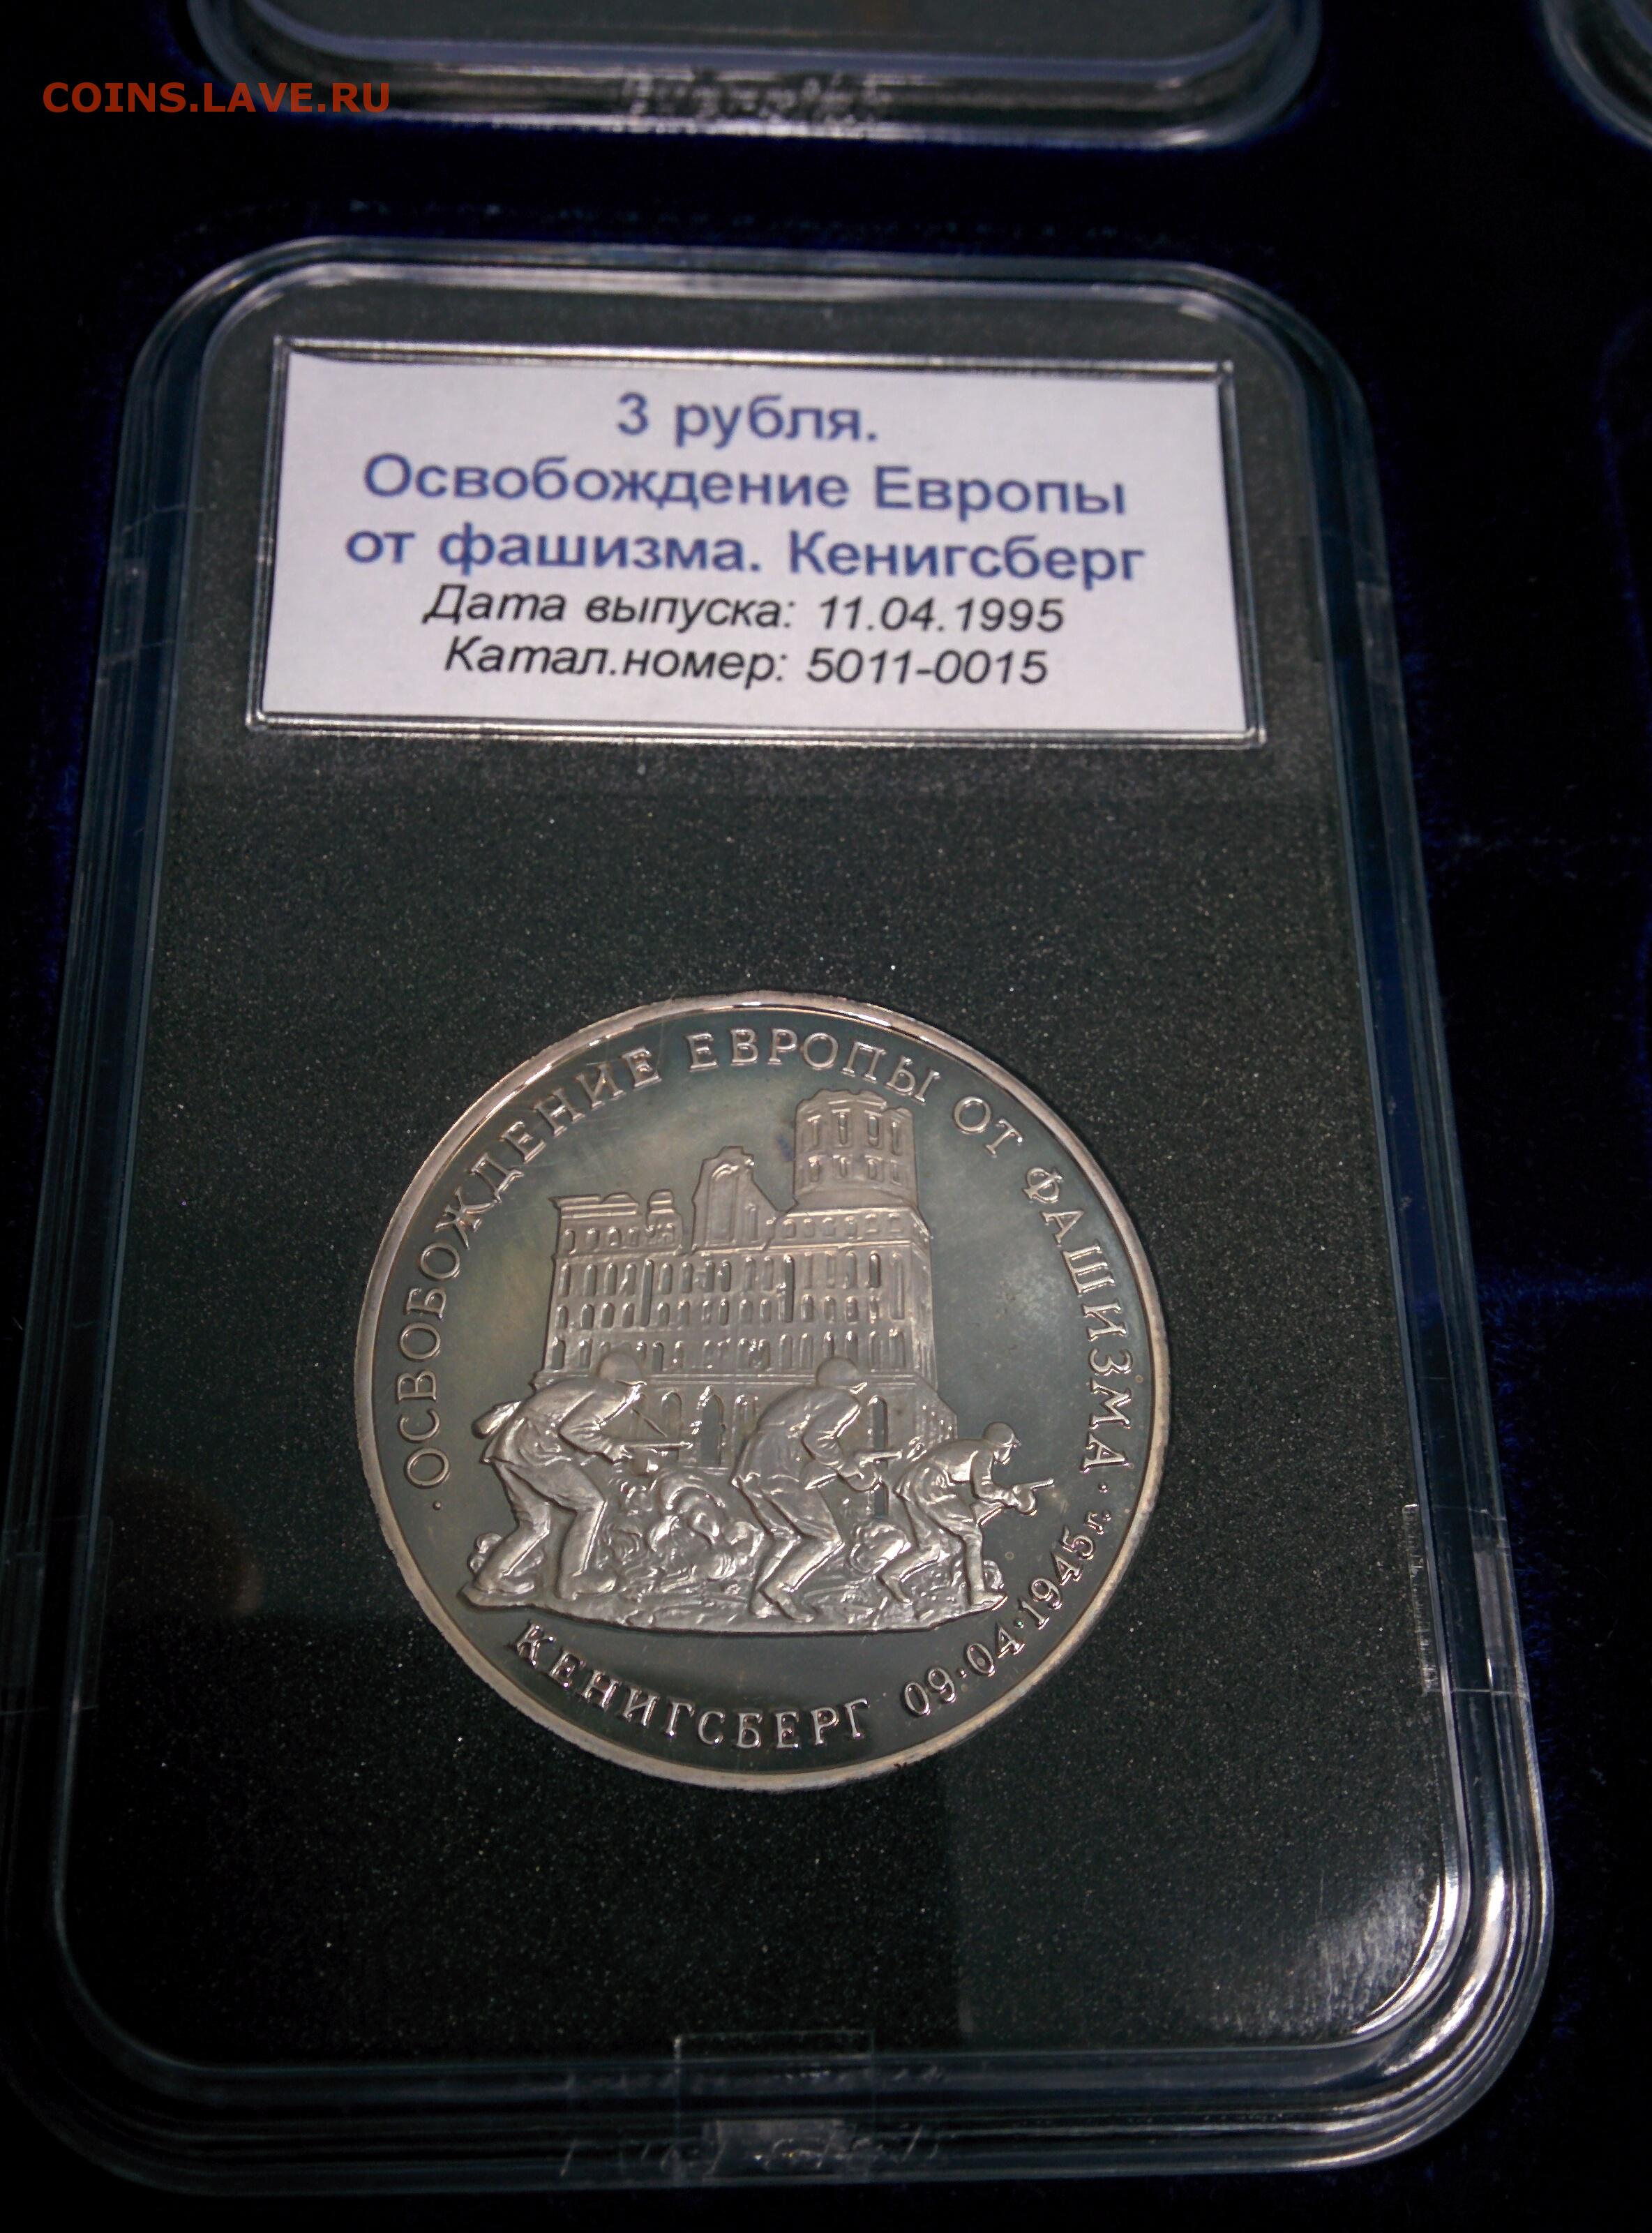 COINS.LAVE.RU
3 рубля.
Освобождение Европы
от фашизма. Кенигсберг
Дата выпуска: 11.04.1995
Катал.номер: 5011-0015
·ОСВОБОЖДЕНИЕ ЕВРОПЫ ОТ ФАШИЗМА·
КЕНИГСБЕРГ 09·04·1945г.